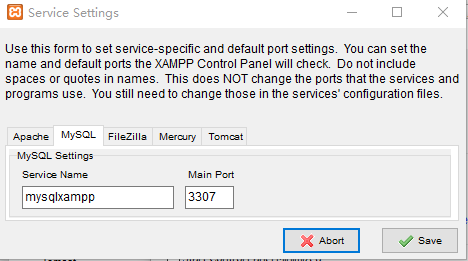 Service Settings
Use this form to set service-specific and default port settings. You can set the
name and default ports the XAMPP Control Panel will check. Do not include
spaces or quotes in names. This does NOT change the ports that the services and
programs use. You still need to change those in the services' configuration files.
Apache MySQL FileZilla Mercury Tomcat
MySQL Settings
Service Name Main Port
mysqlxampp 3307
Abort Save